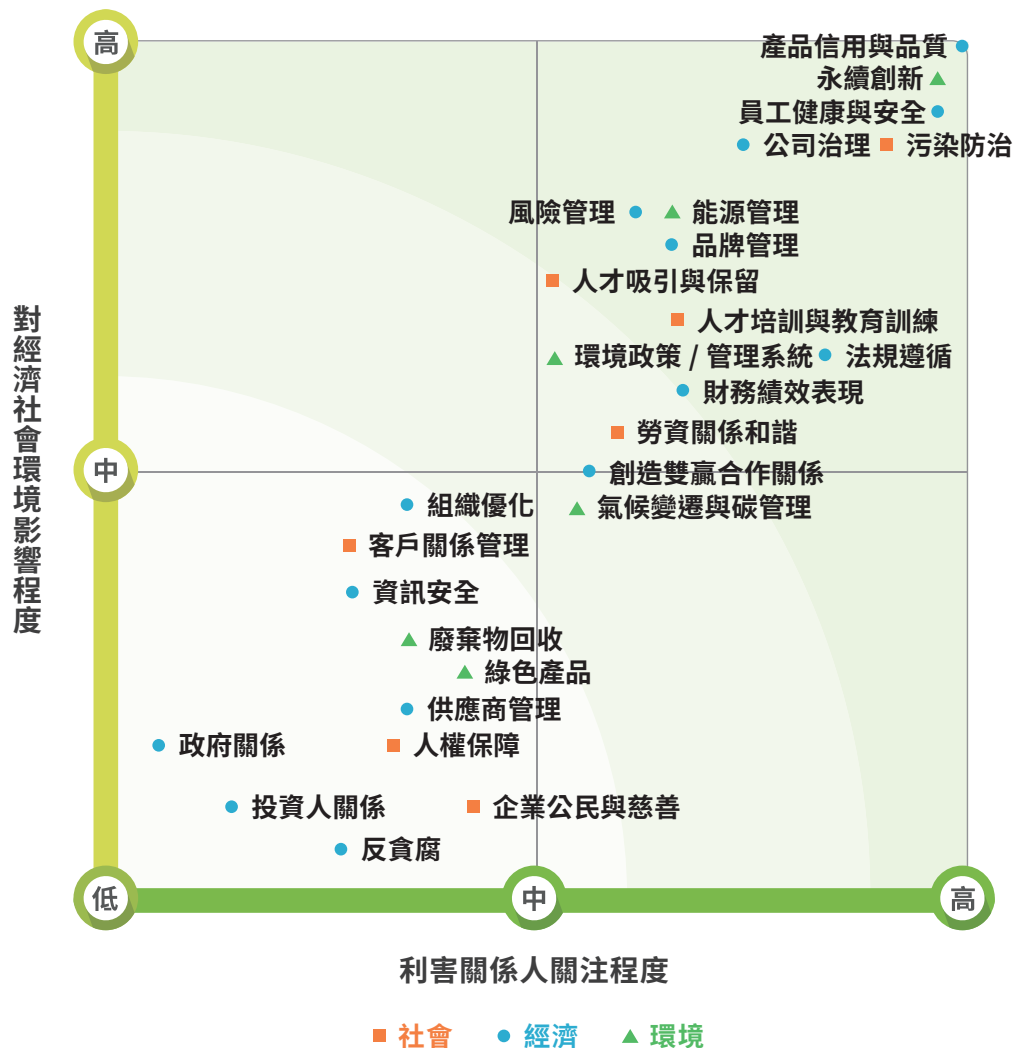 高
產品信用與品質
永續創新
員工健康與安全
公司治理 污染防治
風險管理 能源管理
品牌管理
人才吸引與保留
人才培訓與教育訓練
環境政策 / 管理系統 法規遵循
財務績效表現
勞資關係和諧
對經濟社會環境影響程度
中
創造雙贏合作關係
組織優化 氣候變遷與碳管理
客戶關係管理
資訊安全
廢棄物回收
綠色產品
供應商管理
政府關係 人權保障
投資人關係 企業公民與慈善
反貪腐
低 中 高
利害關係人關注程度
社會 經濟 環境